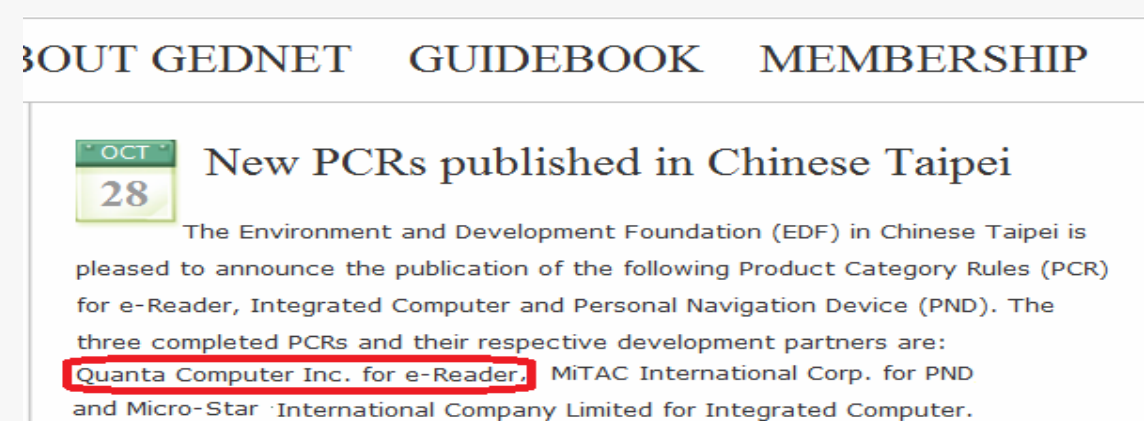 BOUT GEDNET GUIDEBOOK MEMBERSHIP
OCT
28
New PCRs published in Chinese Taipei
The Environment and Development Foundation (EDF) in Chinese Taipei is
pleased to announce the publication of the following Product Category Rules (PCR)
for e-Reader, Integrated Computer and Personal Navigation Device (PND). The
three completed PCRs and their respective development partners are:
Quanta Computer Inc. for e-Reader, MiTAC International Corp. for PND
and Micro-Star International Company Limited for Integrated Computer.